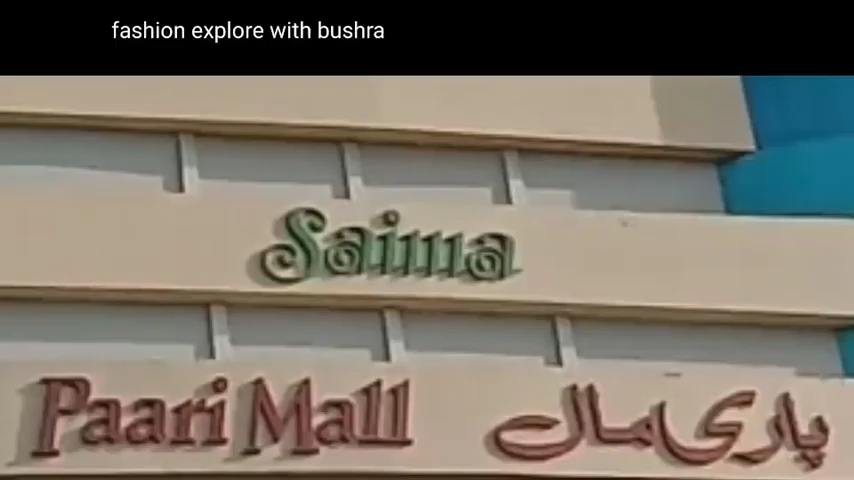 fashion explore with bushra
Saima
Paari Mall پاری مال